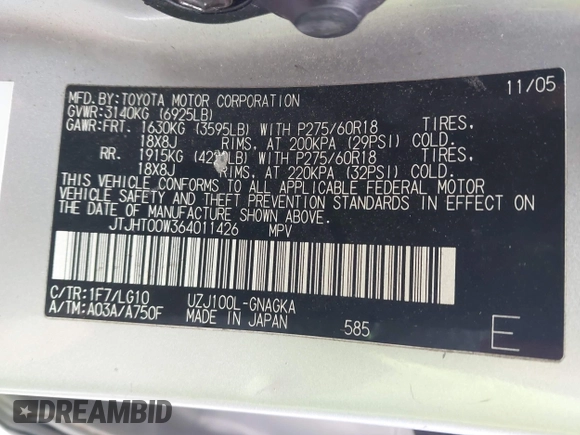 MFD.BY:TOYOTA MOTOR CORPORATION 11/05
GVWR:3140KG (6925LB)
GAWR:FRT. 1630KG (3595LB) WITH P275/60R18 TIRES,
18X8J RIMS, AT 200KPA (29PSI) COLD.
RR. 1915KG WITH P275/60R18 TIRES,
18X8J RIMS, AT 220KPA (32PSI) COLD.
THIS VEHICLE CONFORMS TO ALL APPLICABLE FEDERAL MOTOR
VEHICLE SAFETY AND THEFT PREVENTION STANDARDS IN EFFECT ON
THE DATE OF MANUFACTURE SHOWN ABOVE.
JTJHT00W364011426 MPV
C/TR:1F7/LG10 UZJ100L-GNAGKA
A/TM:A03A/A750F MADE IN JAPAN 585 E
DREAMBID